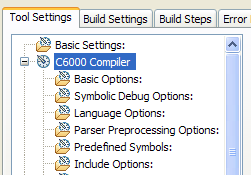 Tool Settings Build Settings Build Steps Error
Basic Settings:
C6000 Compiler
Basic Options:
Symbolic Debug Options:
Language Options:
Parser Preprocessing Options:
Predefined Symbols:
Include Options: